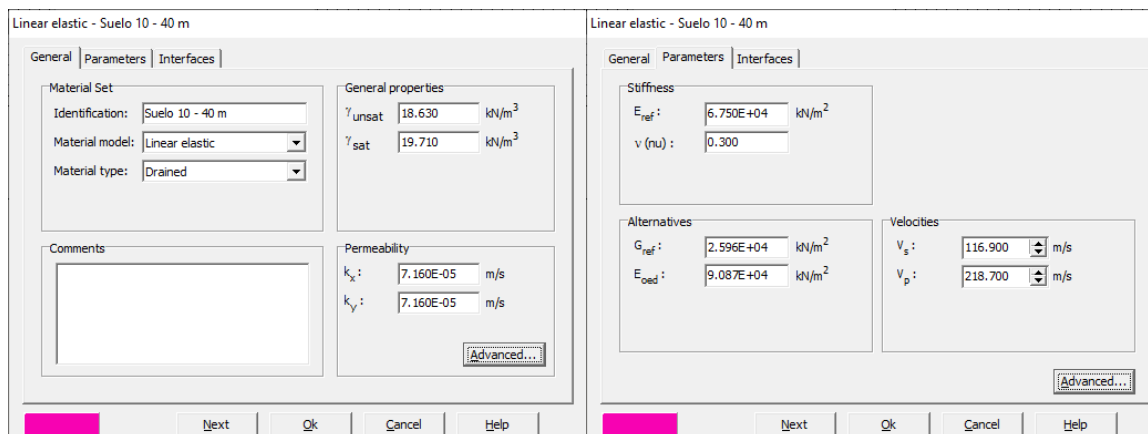 Linear elastic - Suelo 10 - 40 m
General Parameters Interfaces
Material Set
Identification: Suelo 10 - 40 m
Material model: Linear elastic
Material type: Drained
General properties
γunsat 18.630 kN/m³
γsat 19.710 kN/m³
Comments
Permeability
kx: 7.160E-05 m/s
ky: 7.160E-05 m/s
Advanced...
Next Ok Cancel Help
Linear elastic - Suelo 10 - 40 m
General Parameters Interfaces
Stiffness
Eref: 6.750E+04 kN/m²
ν (nu) : 0.300
Alternatives
Gref: 2.596E+04 kN/m²
Eoed: 9.087E+04 kN/m²
Velocities
Vs: 116.900 m/s
Vp: 218.700 m/s
Advanced...
Next Ok Cancel Help